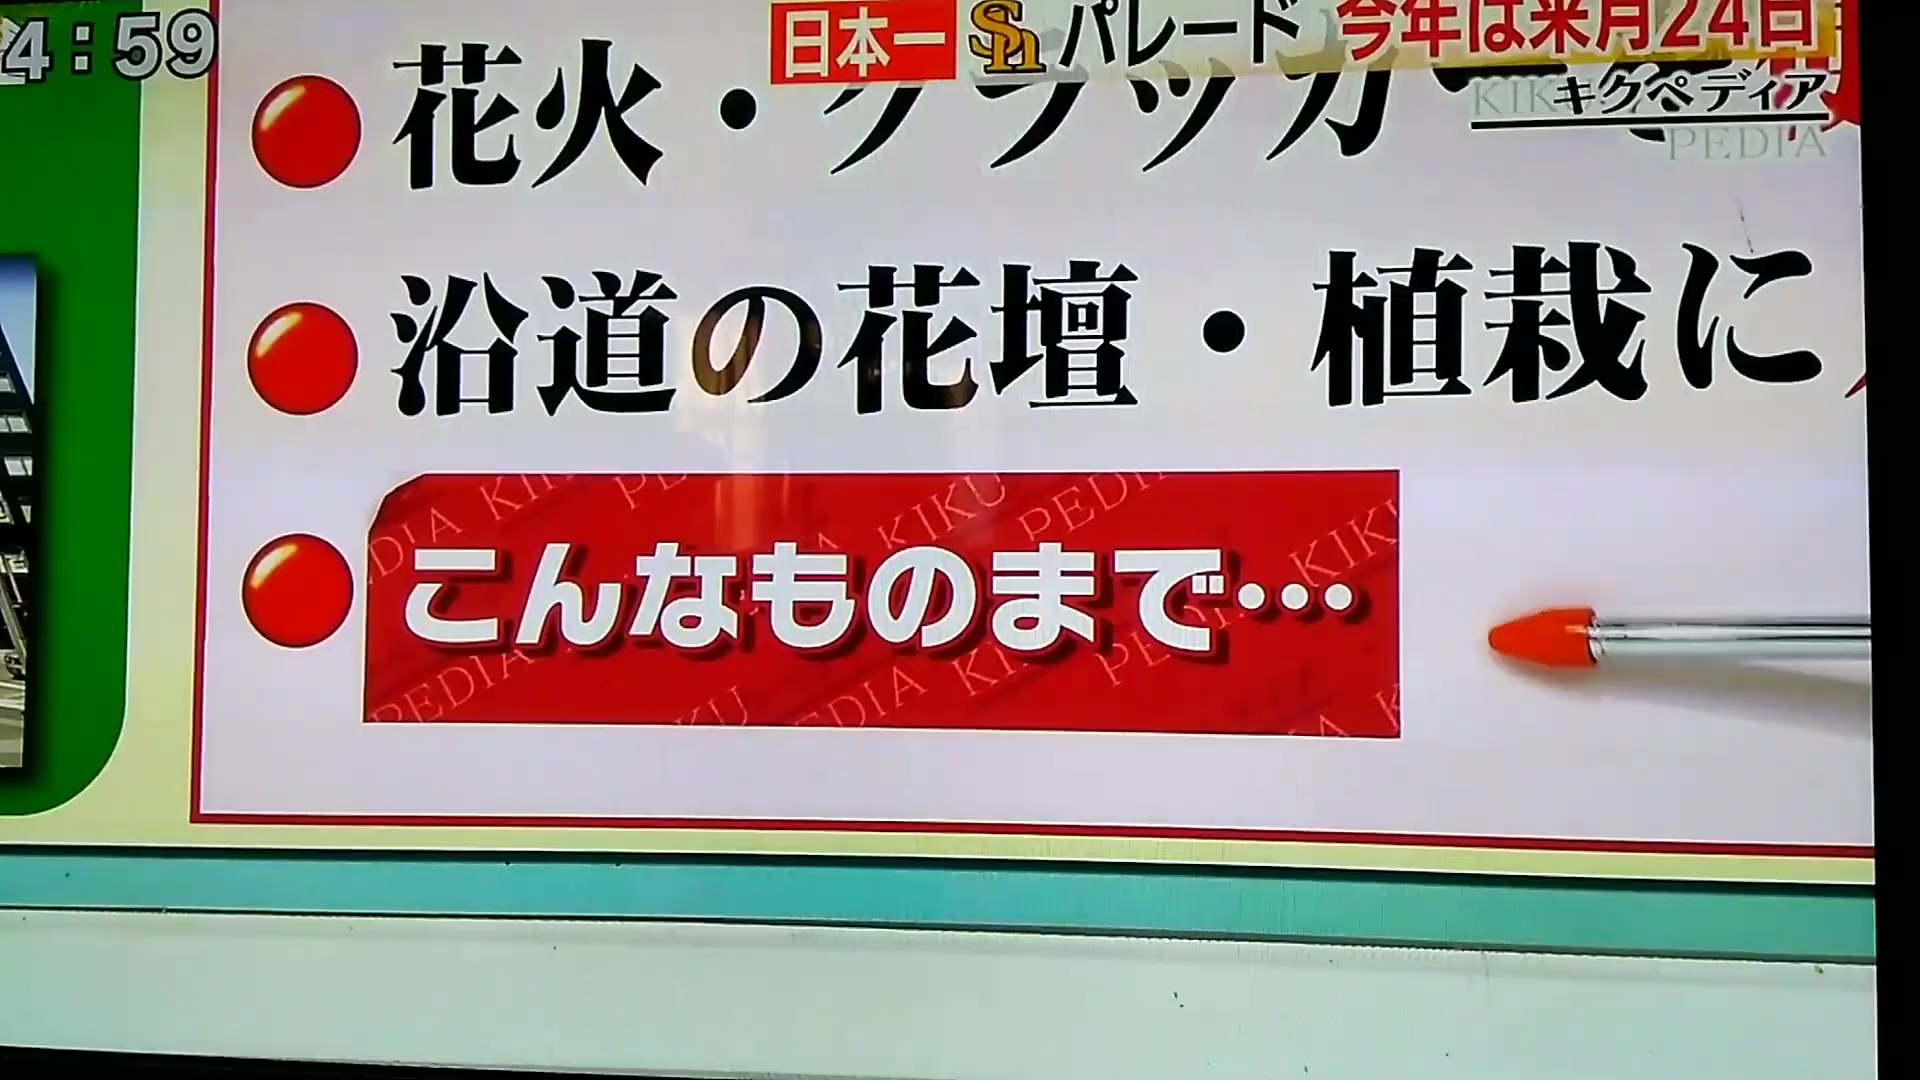 4:59
日本一 Sh パレード 今年は来月24日
キクペディア
PEDIA
花火・クラッカー
沿道の花壇・植栽に
こんなものまで…